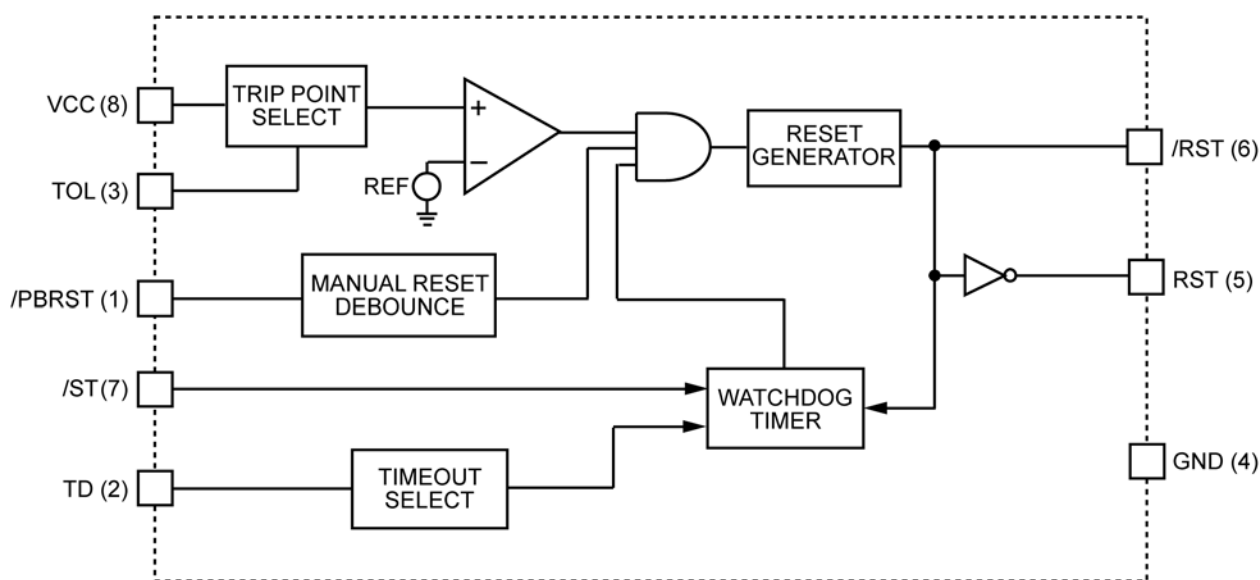 VCC (8)
TRIP POINT
SELECT
+
−
REF
TOL (3)
RESET
GENERATOR
/RST (6)
/PBRST (1)
MANUAL RESET
DEBOUNCE
RST (5)
/ST (7)
WATCHDOG
TIMER
TD (2)
TIMEOUT
SELECT
GND (4)